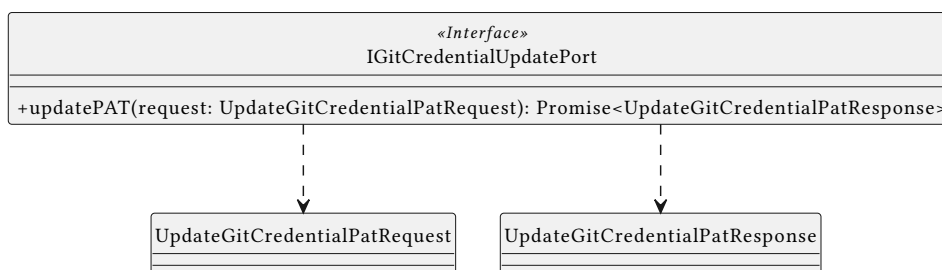 «Interface»
IGitCredentialUpdatePort
+updatePAT(request: UpdateGitCredentialPatRequest): Promise<UpdateGitCredentialPatResponse>
UpdateGitCredentialPatRequest
UpdateGitCredentialPatResponse